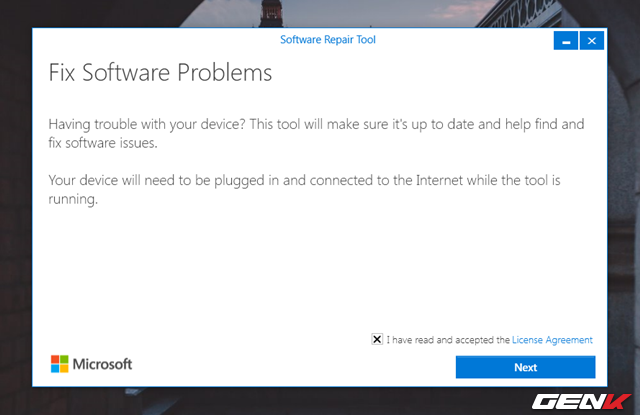 Software Repair Tool
Fix Software Problems
Having trouble with your device? This tool will make sure it's up to date and help find and
fix software issues.
Your device will need to be plugged in and connected to the Internet while the tool is
running.
I have read and accepted the License Agreement
Microsoft
Next
GENK